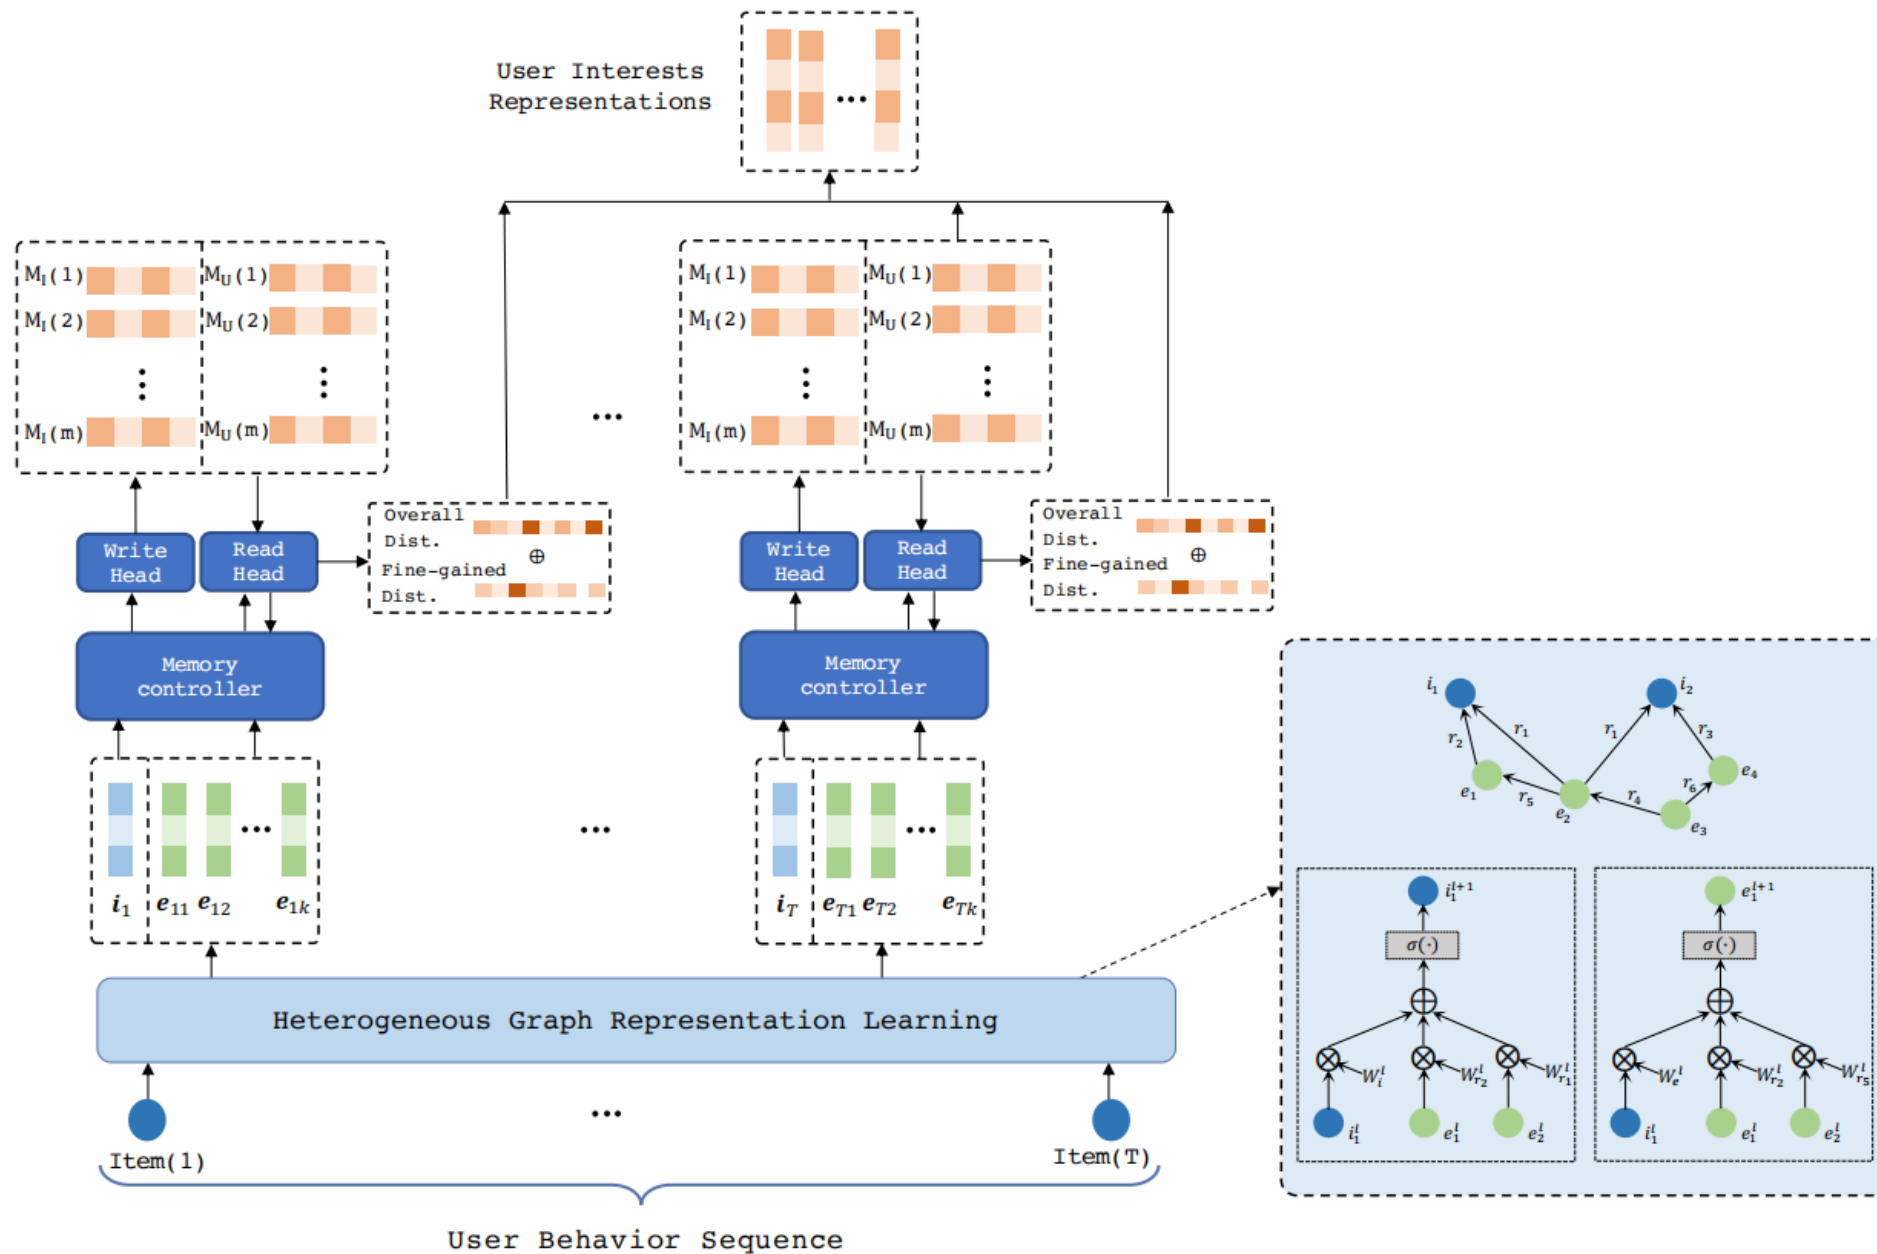 User Interests
Representations
M_I(1)
M_U(1)
M_I(2)
M_U(2)
M_I(m)
M_U(m)
M_I(1)
M_U(1)
M_I(2)
M_U(2)
M_I(m)
M_U(m)
...
Write
Head
Read
Head
Overall
Dist.
⊕
Fine-gained
Dist.
Write
Head
Read
Head
Overall
Dist.
⊕
Fine-gained
Dist.
Memory
controller
Memory
controller
i_1 e_11 e_12 ... e_1k
...
i_T e_T1 e_T2 ... e_Tk
Heterogeneous Graph Representation Learning
Item(1)
...
Item(T)
User Behavior Sequence
i_1
i_2
r_2
r_1
r_1
r_3
e_1
r_5
e_2
r_4
r_6
e_4
e_3
i_1^{l+1}
σ(·)
W_i^l
W_{r_2}^l
W_{r_1}^l
i_1^l
e_1^l
e_2^l
e_1^{l+1}
σ(·)
W_e^l
W_{r_2}^l
W_{r_5}^l
i_1^l
e_1^l
e_2^l